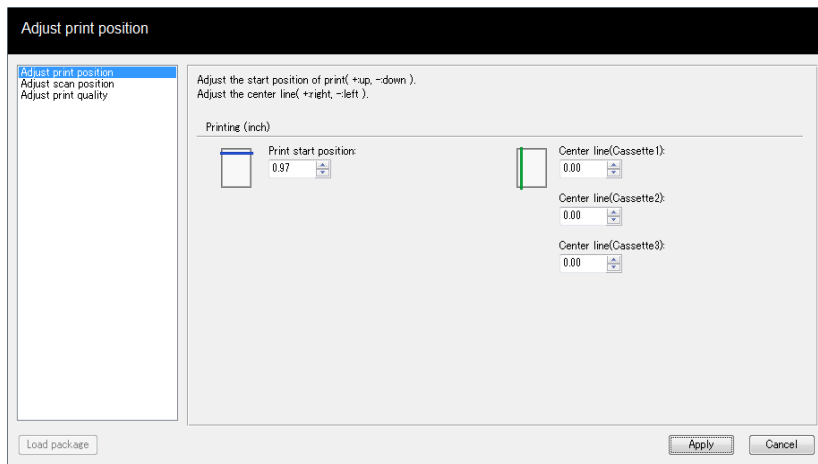 Adjust print position
Adjust print position
Adjust scan position
Adjust print quality
Adjust the start position of print( +:up, -:down ).
Adjust the center line( +:right, -:left ).
Printing (inch)
Print start position:
0.97
Center line(Cassette1):
0.00
Center line(Cassette2):
0.00
Center line(Cassette3):
0.00
Load package
Apply
Cancel